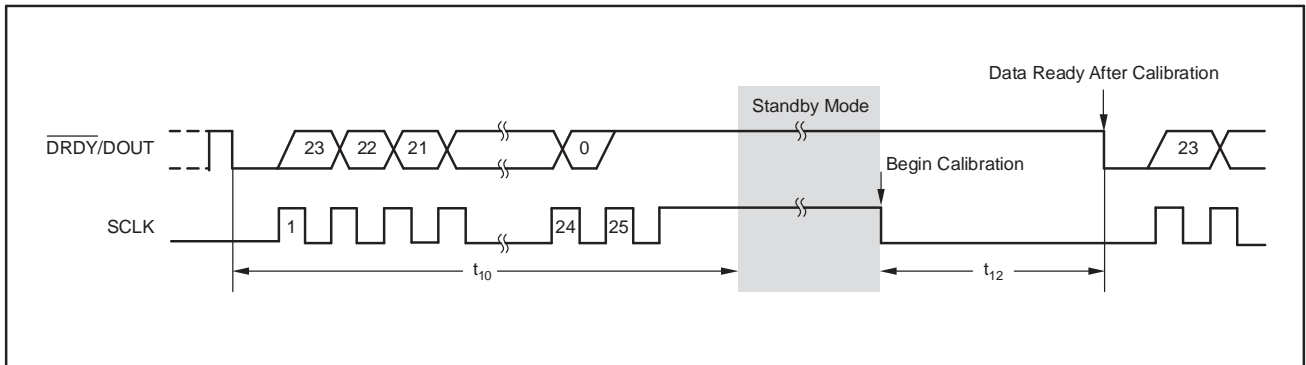 Data Ready After Calibration
Standby Mode
DRDY/DOUT
23 22 21 0 23
Begin Calibration
SCLK
1 24 25
t10 t12